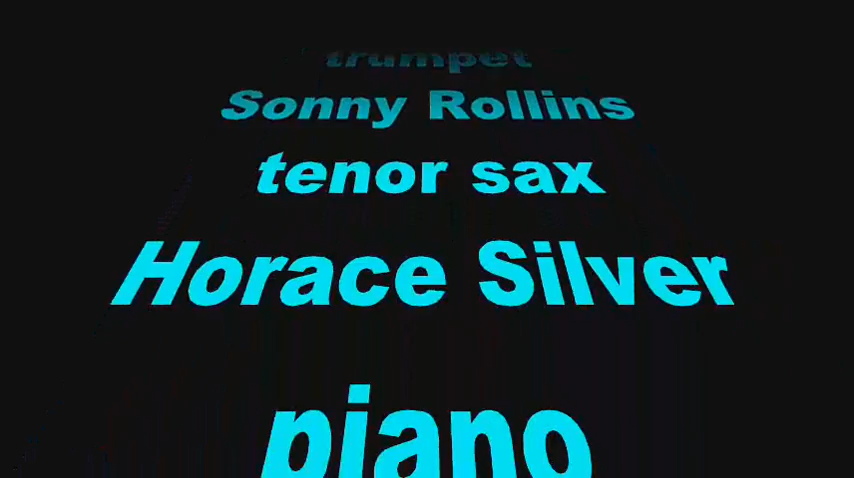 trumpet
Sonny Rollins
tenor sax
Horace Silver
piano